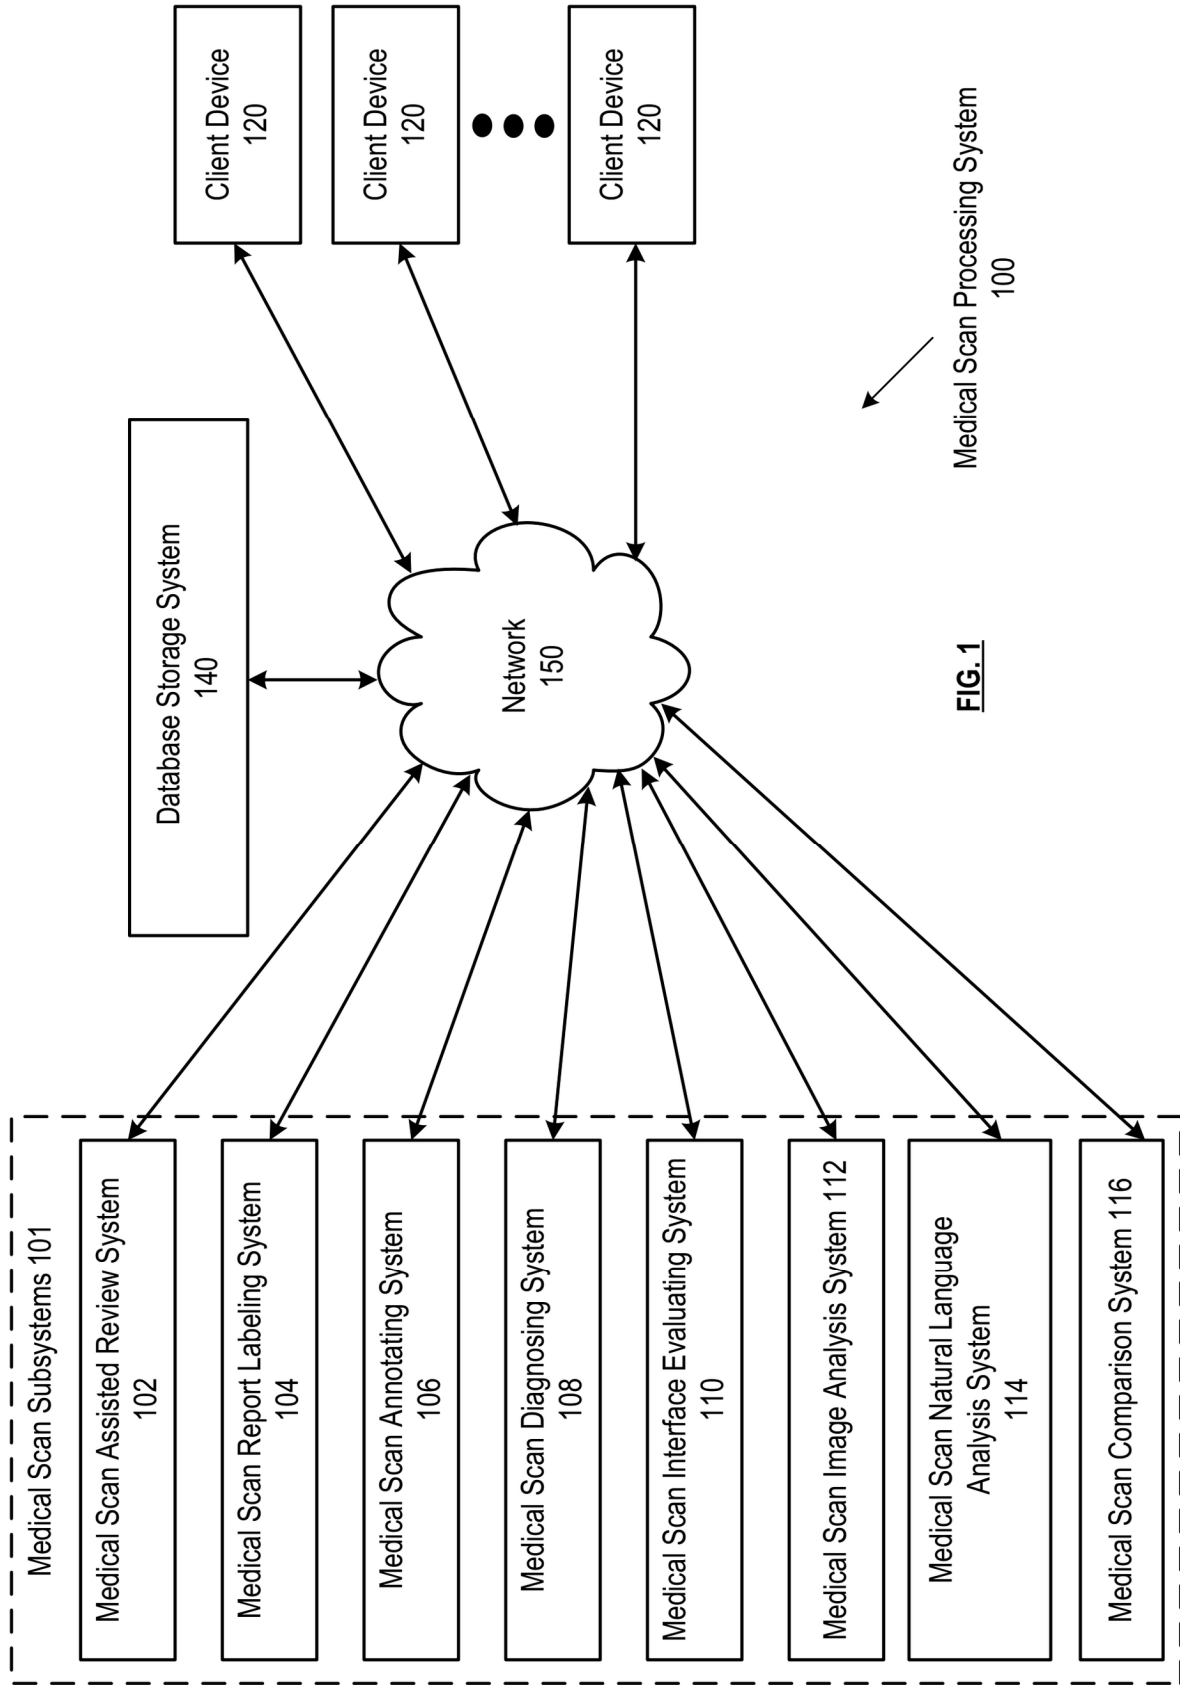 Medical Scan Subsystems 101
Medical Scan Assisted Review System
102
Medical Scan Report Labeling System
104
Medical Scan Annotating System
106
Medical Scan Diagnosing System
108
Medical Scan Interface Evaluating System
110
Medical Scan Image Analysis System 112
Medical Scan Natural Language
Analysis System
114
Medical Scan Comparison System 116
Database Storage System
140
Network
150
Client Device
120
Client Device
120
Client Device
120
FIG. 1
Medical Scan Processing System
100